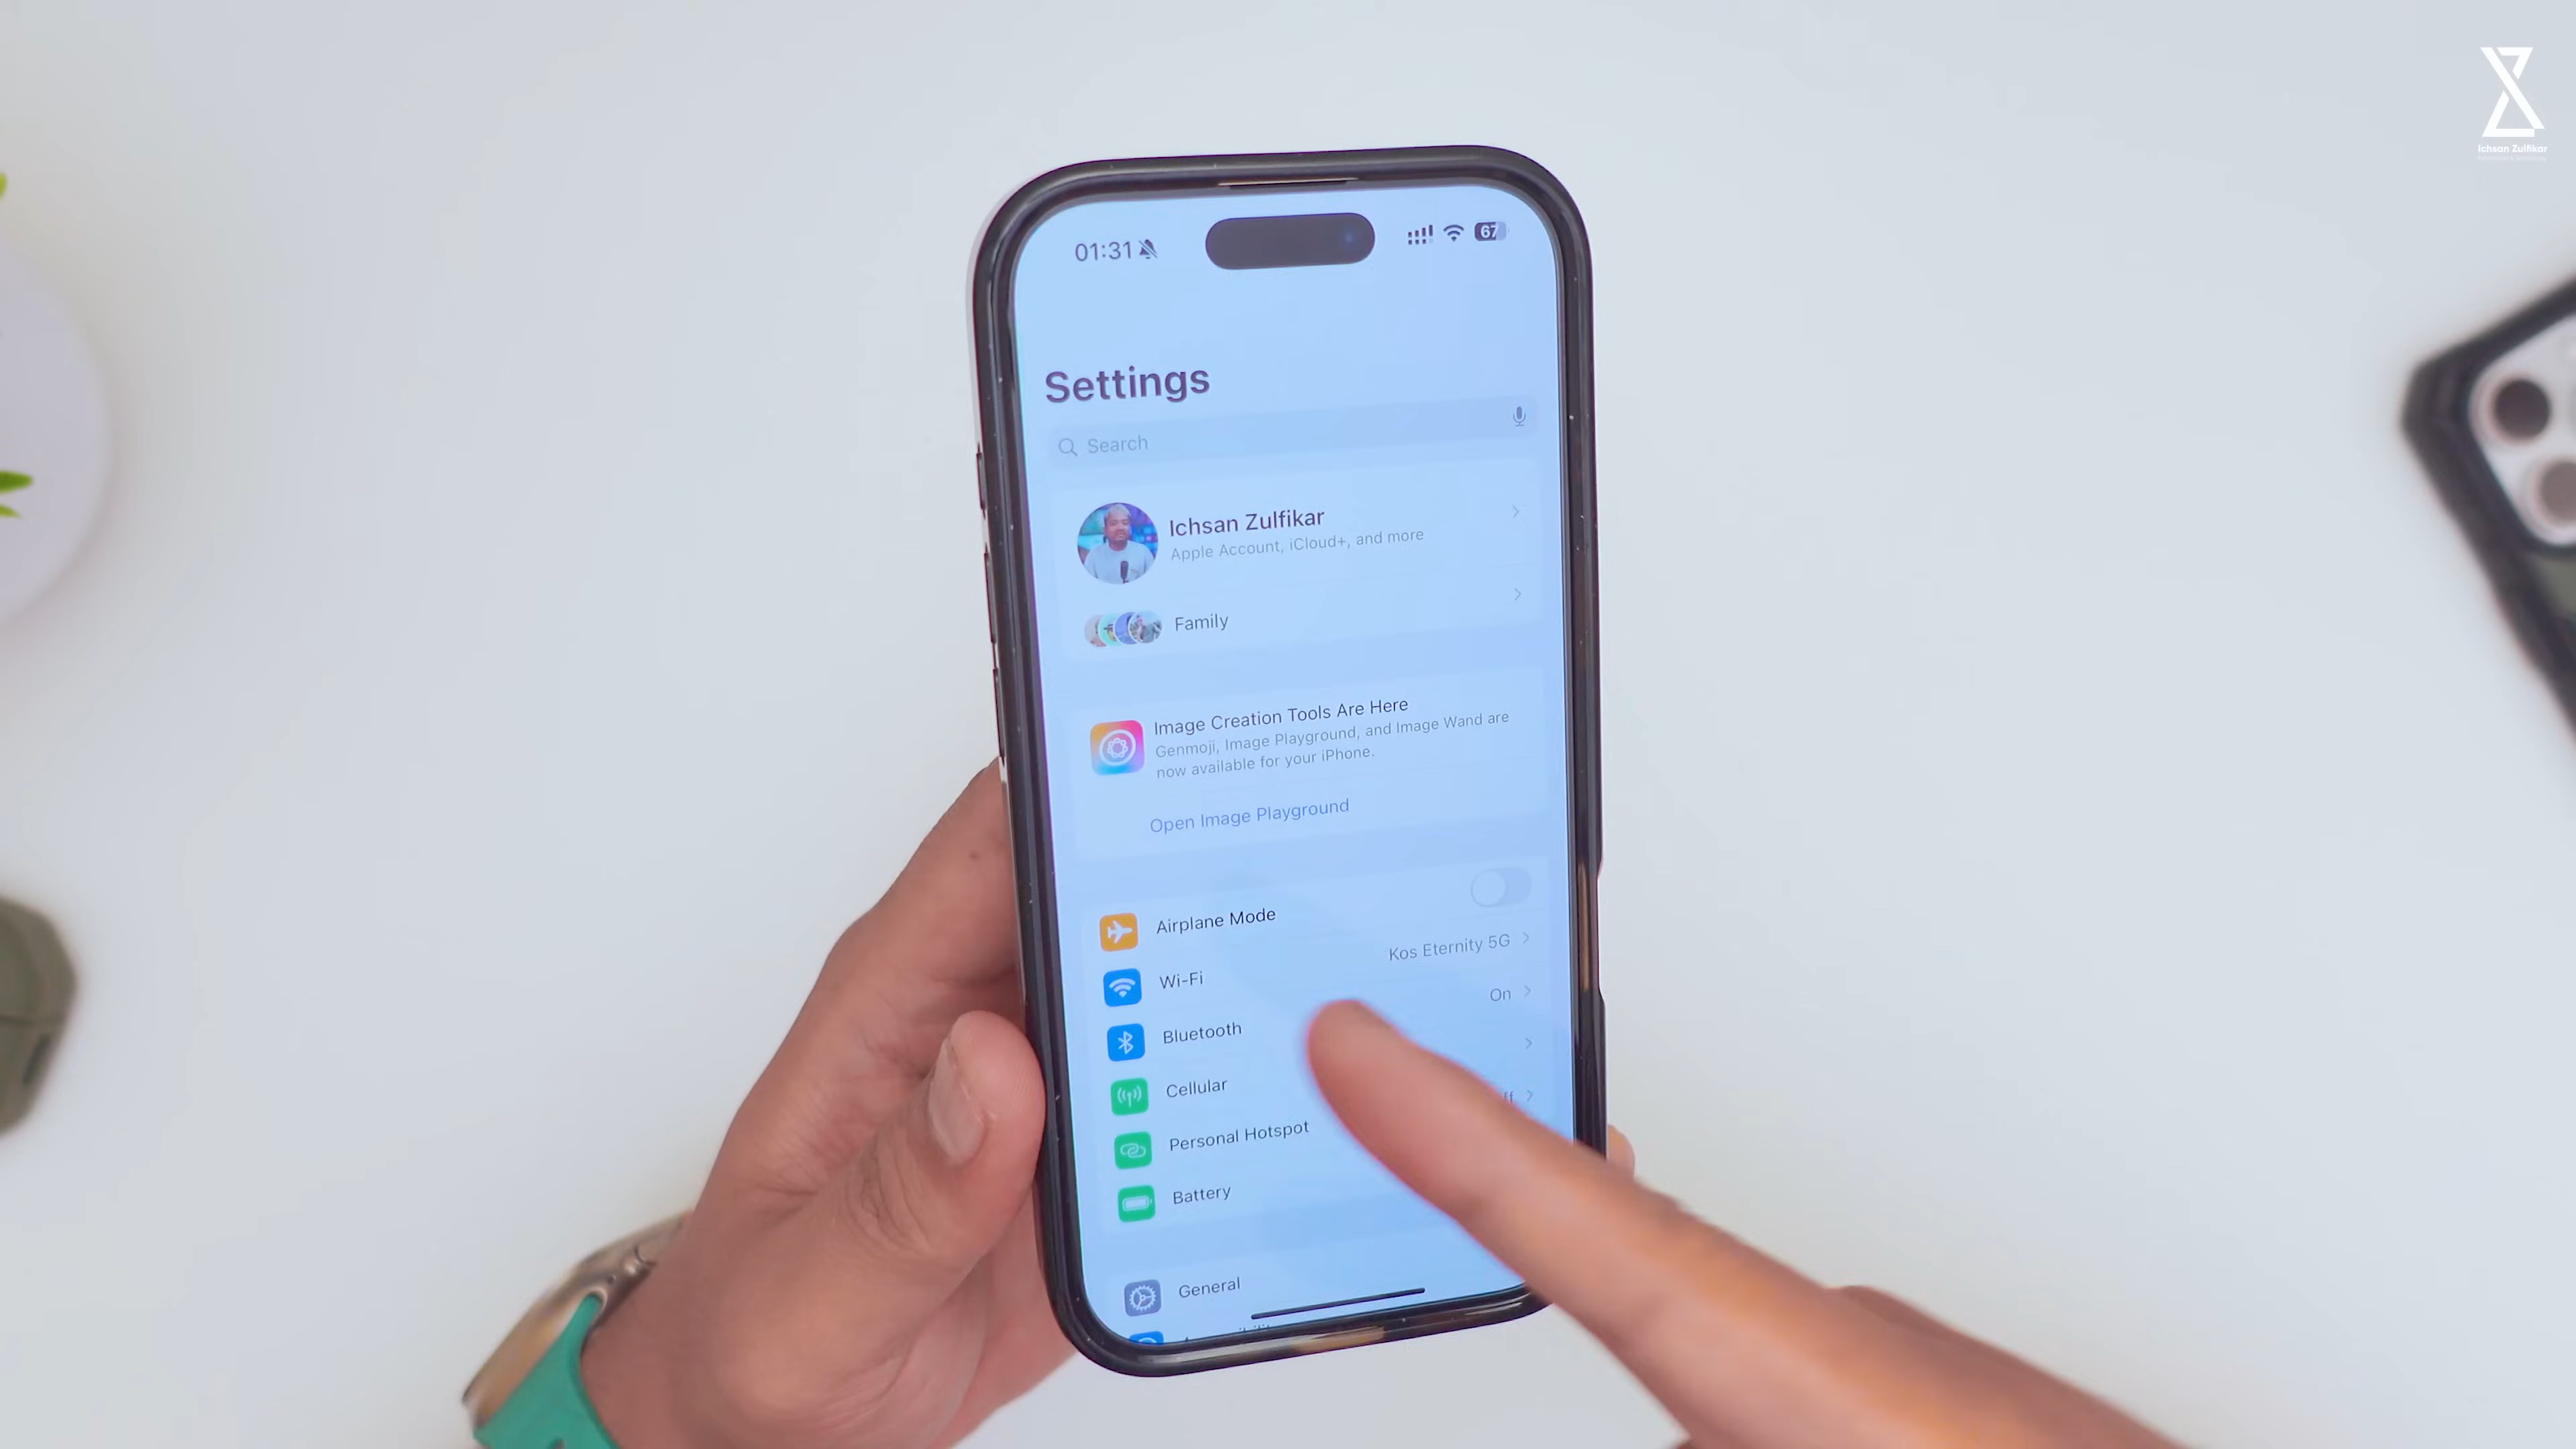 Ichsan Zulfikar
01:31
67
Settings
Search
Ichsan Zulfikar
Apple Account, iCloud+, and more
Family
Image Creation Tools Are Here
Genmoji, Image Playground, and Image Wand are
now available for your iPhone.
Open Image Playground
Airplane Mode
Wi-Fi Kos Eternity 5G
Bluetooth On
Cellular
Personal Hotspot
Battery
General